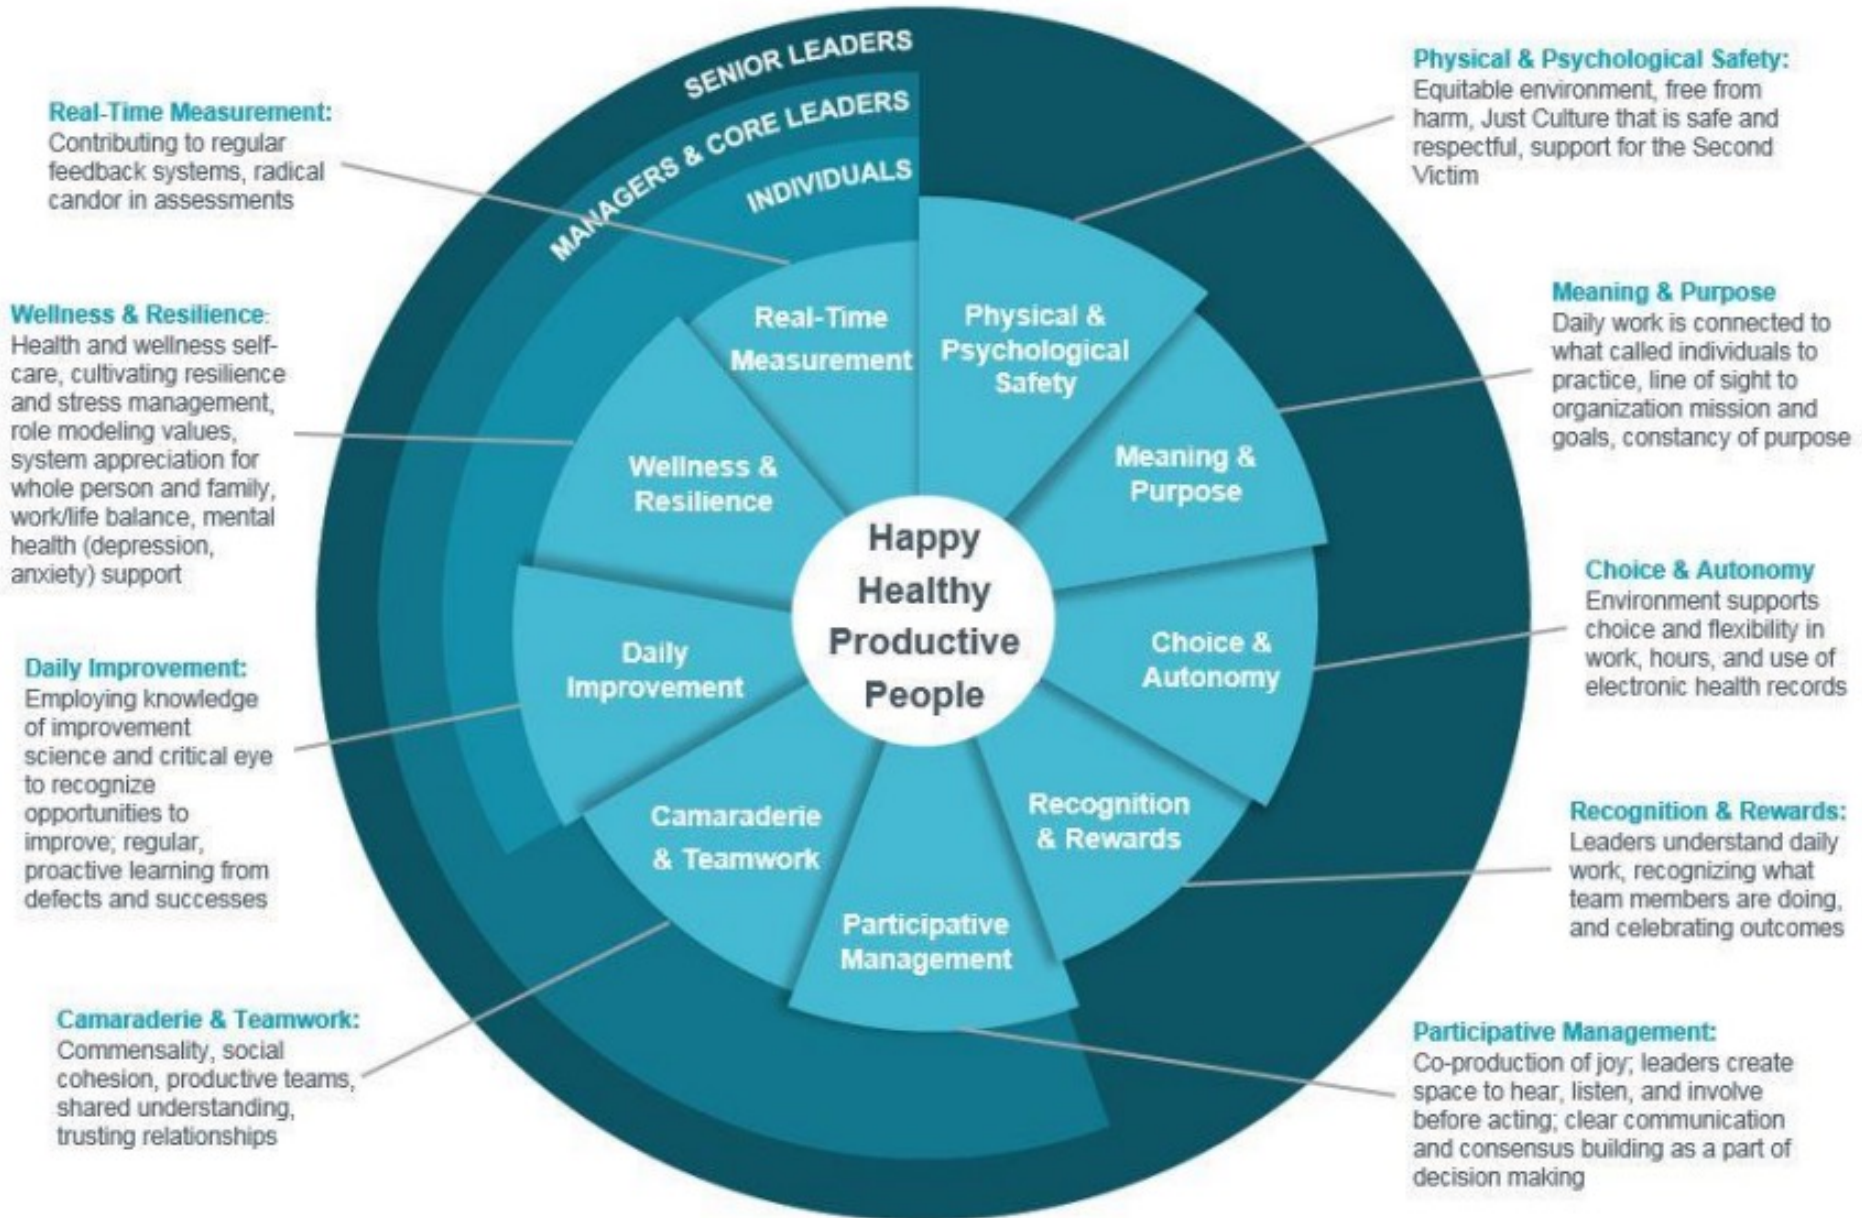 SENIOR LEADERS
MANAGERS & CORE LEADERS
INDIVIDUALS
Real-Time Measurement:
Contributing to regular
feedback systems, radical
candor in assessments
Wellness & Resilience:
Health and wellness self-
care, cultivating resilience
and stress management,
role modeling values,
system appreciation for
whole person and family,
work/life balance, mental
health (depression,
anxiety) support
Daily Improvement:
Employing knowledge
of improvement
science and critical eye
to recognize
opportunities to
improve; regular,
proactive learning from
defects and successes
Camaraderie & Teamwork:
Commensality, social
cohesion, productive teams,
shared understanding,
trusting relationships
Real-Time
Measurement
Physical &
Psychological
Safety
Wellness &
Resilience
Meaning &
Purpose
Happy
Healthy
Productive
People
Daily
Improvement
Choice &
Autonomy
Camaraderie
& Teamwork
Recognition
& Rewards
Participative
Management
Physical & Psychological Safety:
Equitable environment, free from
harm, Just Culture that is safe and
respectful, support for the Second
Victim
Meaning & Purpose
Daily work is connected to
what called individuals to
practice, line of sight to
organization mission and
goals, constancy of purpose
Choice & Autonomy
Environment supports
choice and flexibility in
work, hours, and use of
electronic health records
Recognition & Rewards:
Leaders understand daily
work, recognizing what
team members are doing,
and celebrating outcomes
Participative Management:
Co-production of joy; leaders create
space to hear, listen, and involve
before acting; clear communication
and consensus building as a part of
decision making